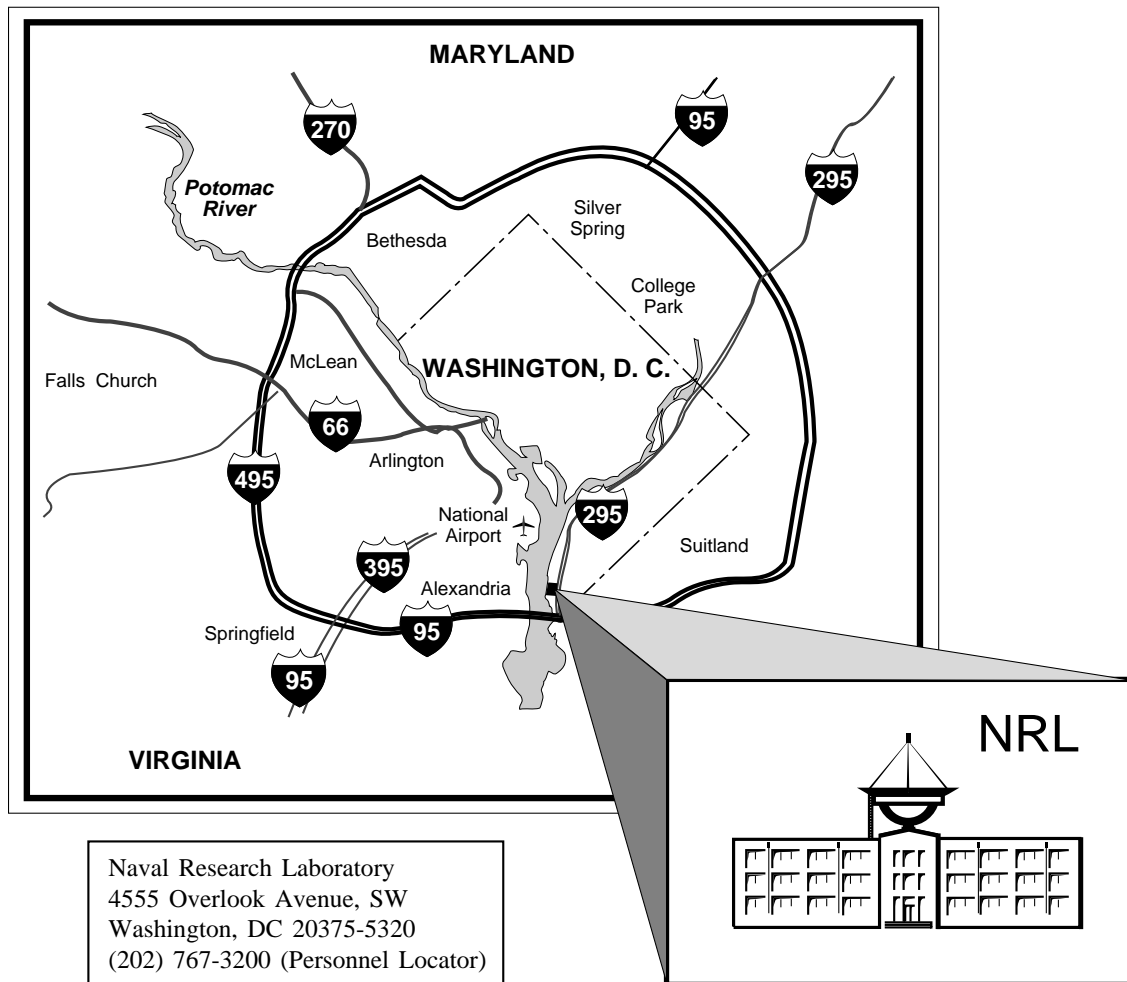 MARYLAND
270
95
295
Potomac
River
Silver
Spring
Bethesda
College
Park
McLean
WASHINGTON, D. C.
Falls Church
66
Arlington
495
National
Airport
295
Suitland
395
Alexandria
Springfield
95
95
VIRGINIA
NRL
Naval Research Laboratory
4555 Overlook Avenue, SW
Washington, DC 20375-5320
(202) 767-3200 (Personnel Locator)